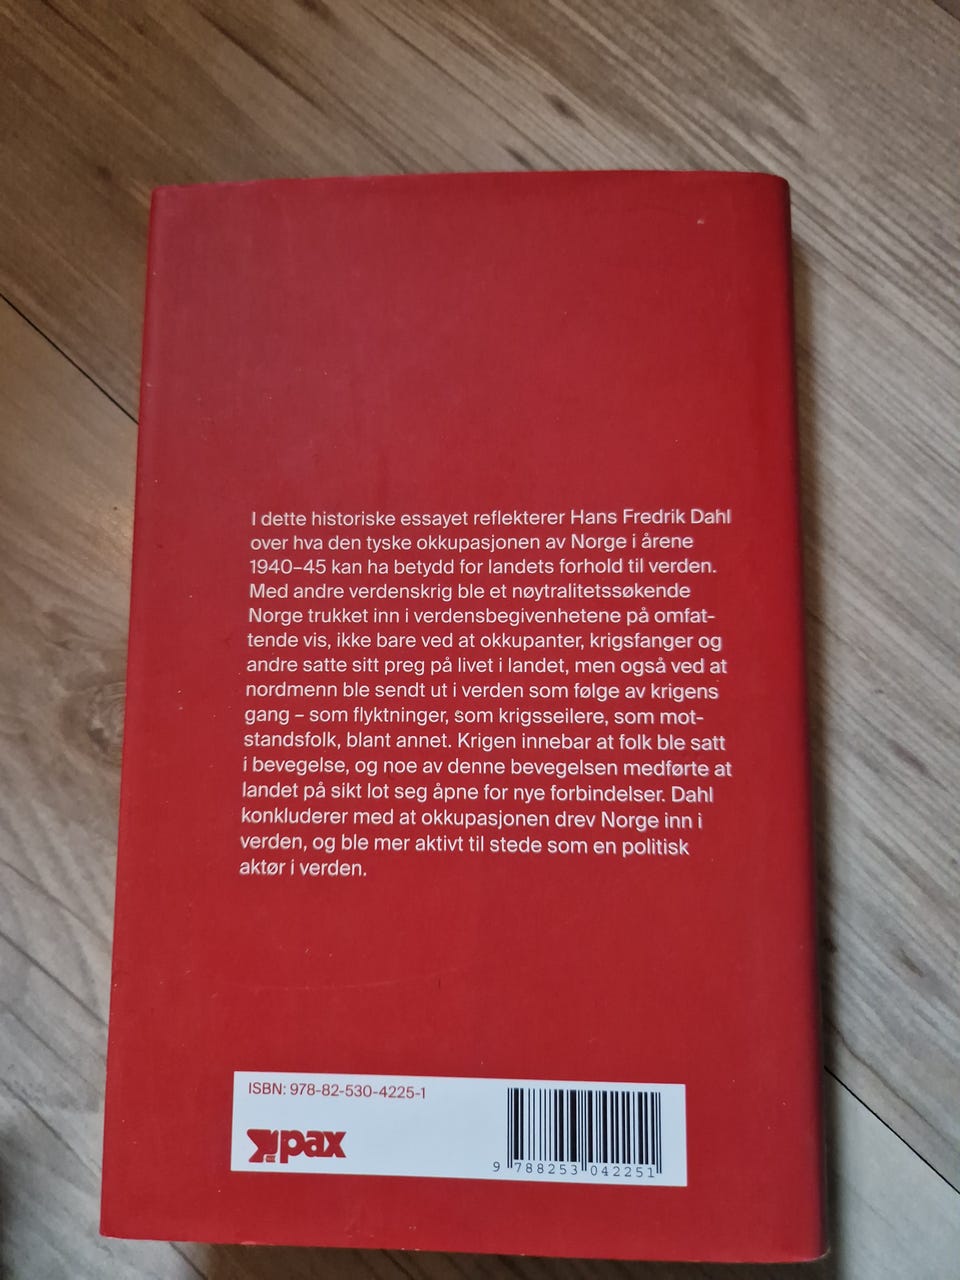 I dette historiske essayet reflekterer Hans Fredrik Dahl
over hva den tyske okkupasjonen av Norge i årene
1940–45 kan ha betydd for landets forhold til verden.
Med andre verdenskrig ble et nøytralitetssøkende
Norge trukket inn i verdensbegivenhetene på omfat-
tende vis, ikke bare ved at okkupanter, krigsfanger og
andre satte sitt preg på livet i landet, men også ved at
nordmenn ble sendt ut i verden som følge av krigens
gang – som flyktninger, som krigsseilere, som mot-
standsfolk, blant annet. Krigen innebar at folk ble satt
i bevegelse, og noe av denne bevegelsen medførte at
landet på sikt lot seg åpne for nye forbindelser. Dahl
konkluderer med at okkupasjonen drev Norge inn i
verden, og ble mer aktivt til stede som en politisk
aktør i verden.
ISBN: 978-82-530-4225-1
pax
9 788253 042251